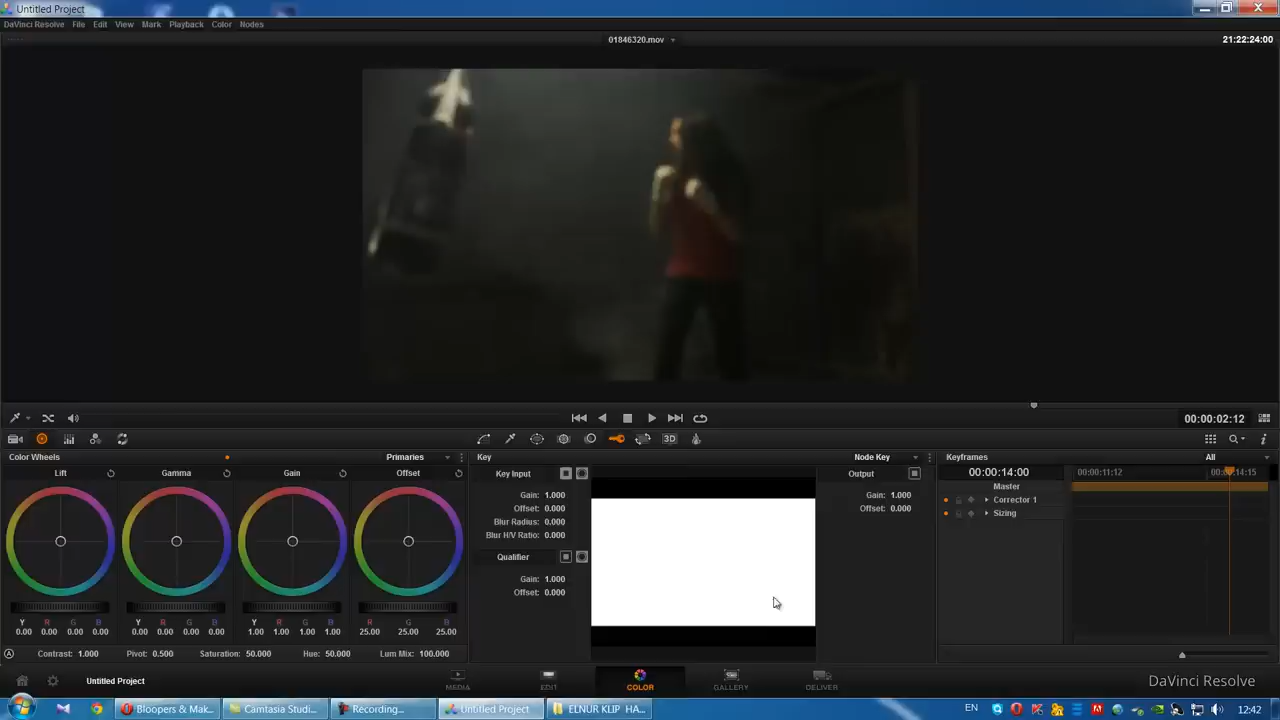 Untitled Project
DaVinci Resolve File Edit View Mark Playback Color Nodes
01846320.mov
21:22:24:00
00:00:02:12
Color Wheels Primaries
Key Node Key
Keyframes All
Lift Gamma Gain Offset
Y R G B Y R G B Y R G B R G B
0.00 0.00 0.00 0.00 0.00 0.00 0.00 0.00 1.00 1.00 1.00 1.00 25.00 25.00 25.00
A Contrast: 1.000 Pivot: 0.500 Saturation: 50.000 Hue: 50.000 Lum Mix: 100.000
Key Input
Gain: 1.000
Offset: 0.000
Blur Radius: 0.000
Blur H/V Ratio: 0.000
Qualifier
Gain: 1.000
Offset: 0.000
Output
Gain: 1.000
Offset: 0.000
00:00:14:00 00:00:11:12 00:00:14:15
Master
Corrector 1
Sizing
3D
Untitled Project
MEDIA EDIT COLOR GALLERY DELIVER
DaVinci Resolve
Bloopers & Mak... Camtasia Studi... Recording... Untitled Project ELNUR KLIP HA...
EN 12:42